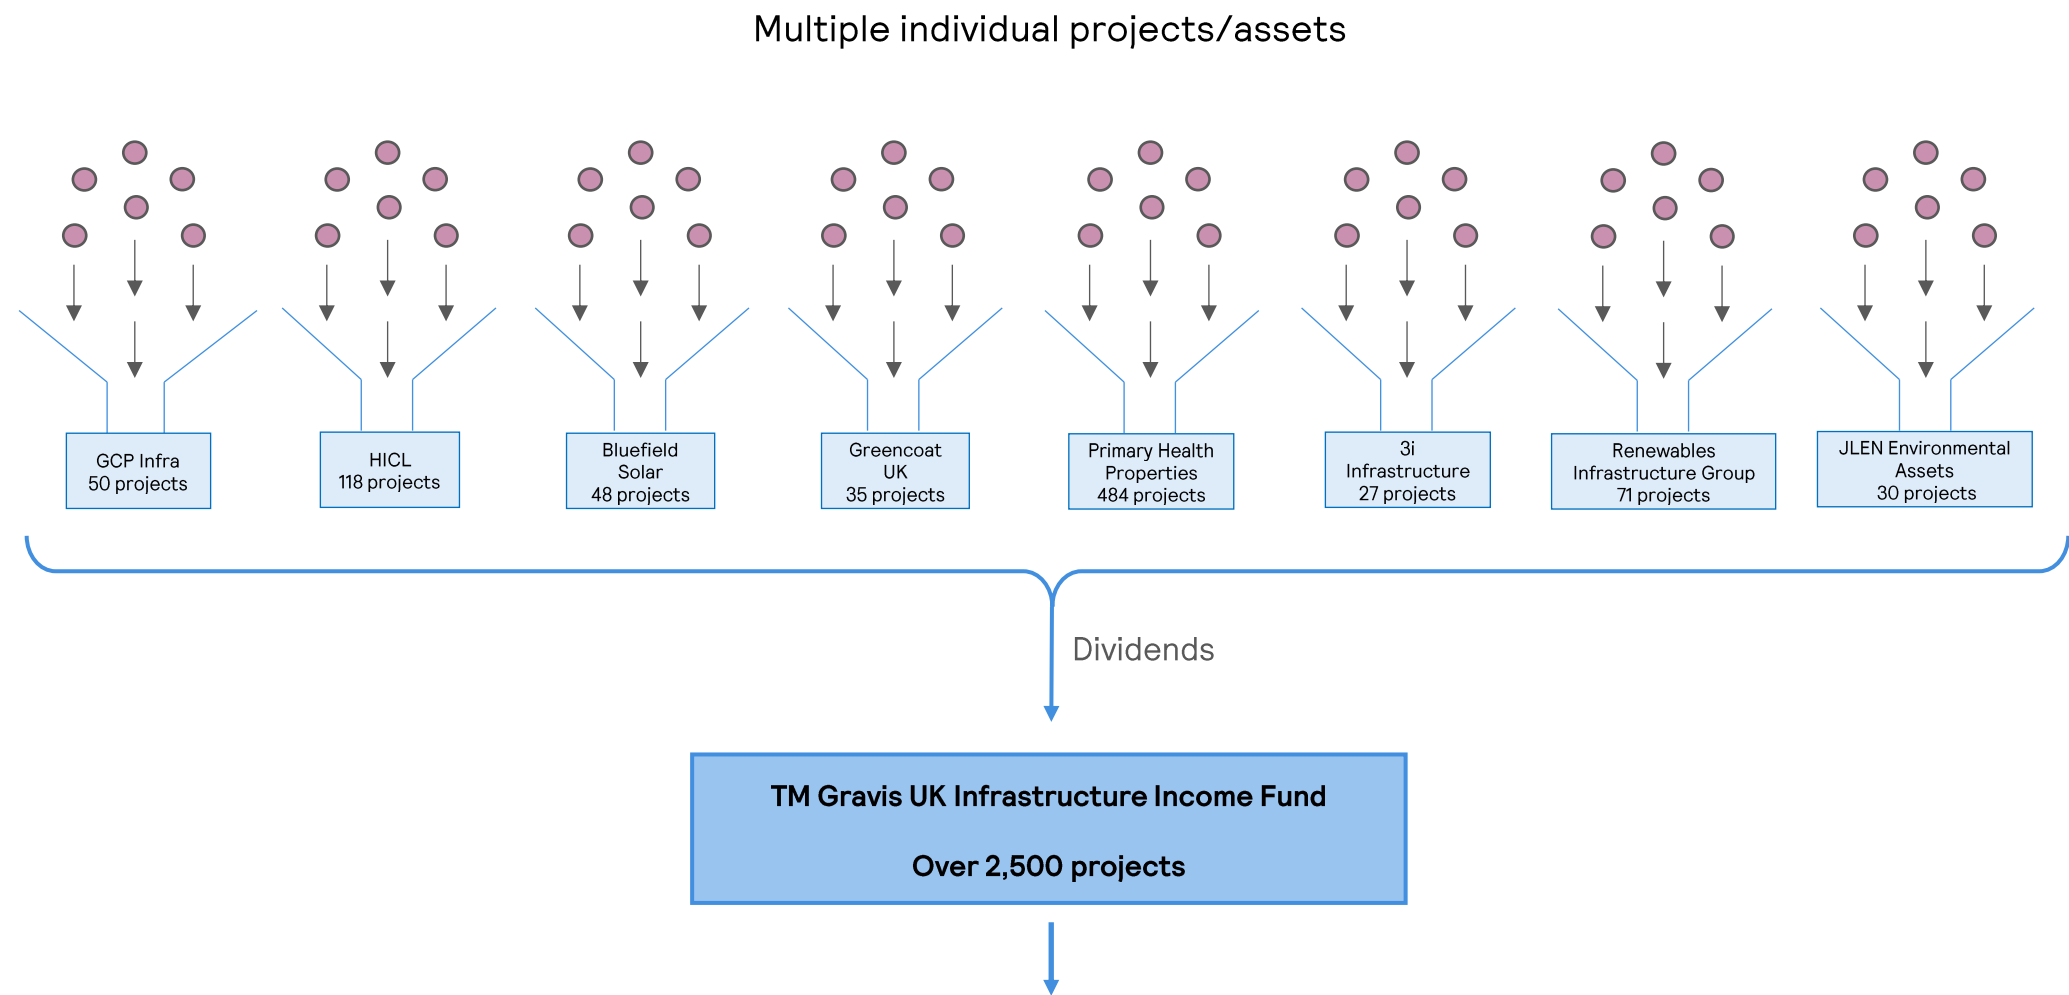 Multiple individual projects/assets
GCP Infra
50 projects
HICL
118 projects
Bluefield
Solar
48 projects
Greencoat
UK
35 projects
Primary Health
Properties
484 projects
3i
Infrastructure
27 projects
Renewables
Infrastructure Group
71 projects
JLEN Environmental
Assets
30 projects
Dividends
TM Gravis UK Infrastructure Income Fund
Over 2,500 projects